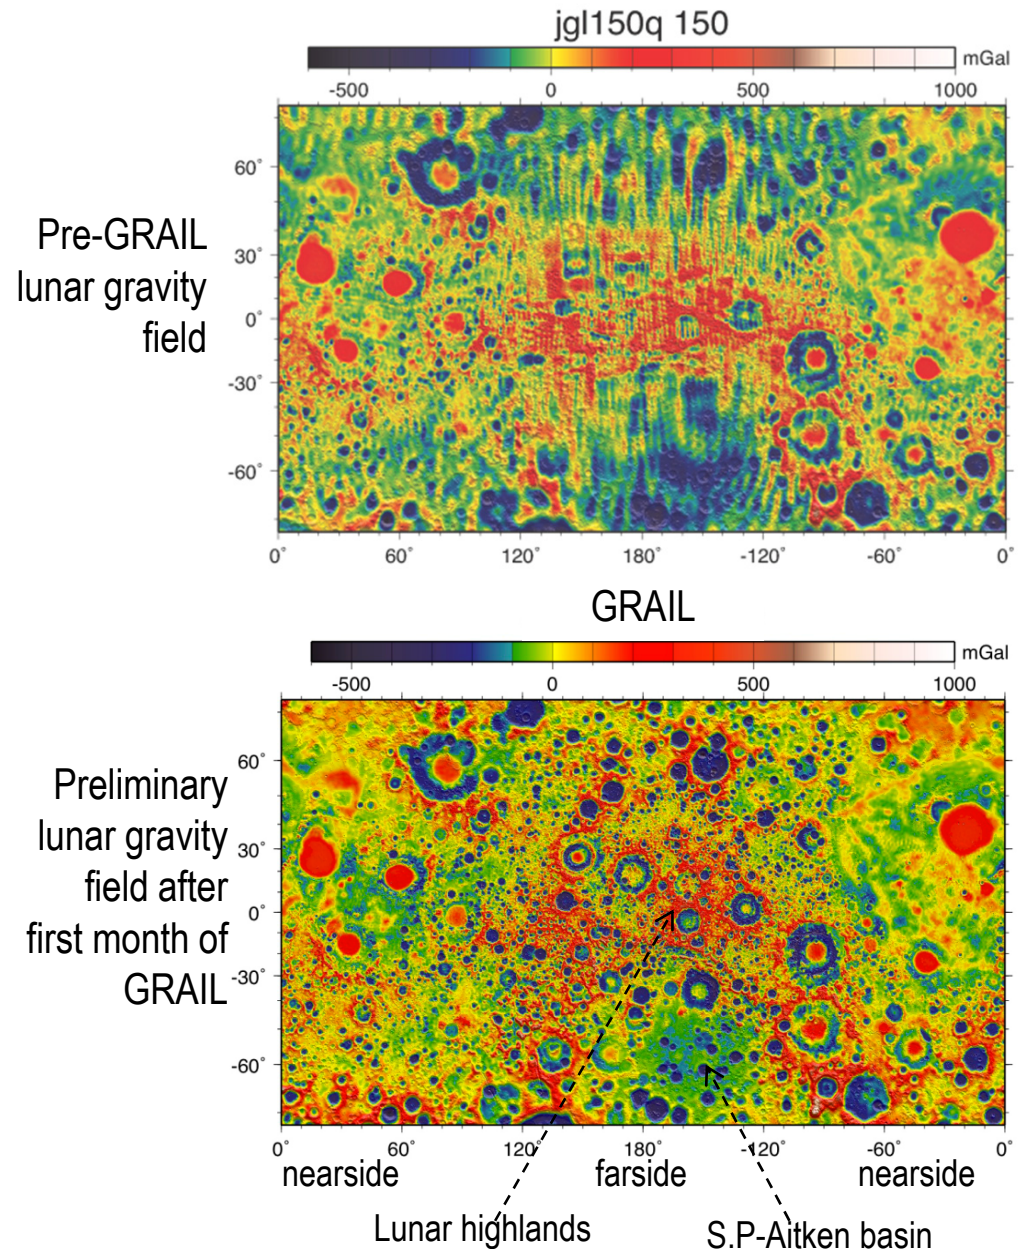 jgl150q 150
mGal
-500 0 500 1000
Pre-GRAIL
lunar gravity
field
60°
30°
0°
-30°
-60°
0° 60° 120° 180° -120° -60° 0°
GRAIL
mGal
-500 0 500 1000
Preliminary
lunar gravity
field after
first month of
GRAIL
60°
30°
0°
-30°
-60°
0° 60° 120° 180° -120° -60° 0°
nearside farside nearside
Lunar highlands S.P-Aitken basin